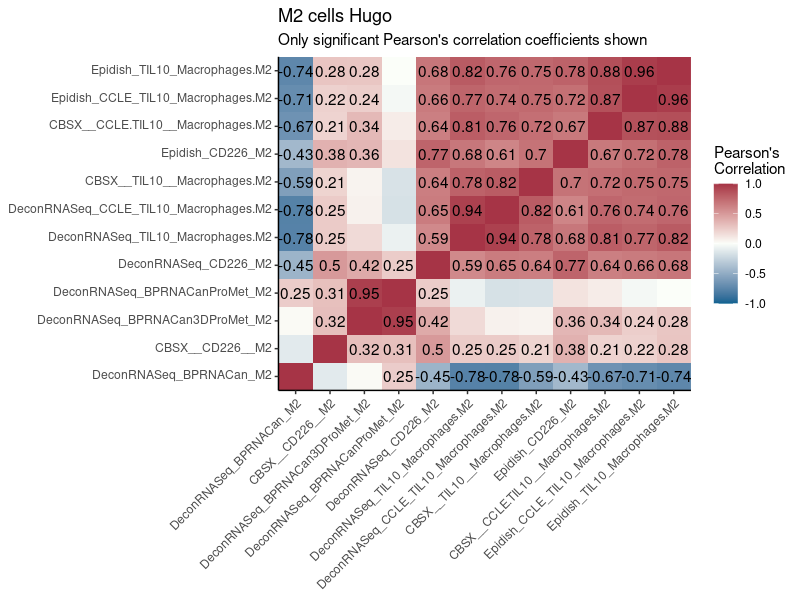 M2 cells Hugo
Only significant Pearson's correlation coefficients shown
Epidish_TIL10_Macrophages.M2 -0.74 0.28 0.28 0.68 0.82 0.76 0.75 0.78 0.88 0.96
Epidish_CCLE_TIL10_Macrophages.M2 -0.71 0.22 0.24 0.66 0.77 0.74 0.75 0.72 0.87 0.96
CBSX__CCLE.TIL10__Macrophages.M2 -0.67 0.21 0.34 0.64 0.81 0.76 0.72 0.67 0.87 0.88
Epidish_CD226_M2 -0.43 0.38 0.36 0.77 0.68 0.61 0.7 0.67 0.72 0.78
CBSX__TIL10__Macrophages.M2 -0.59 0.21 0.64 0.78 0.82 0.7 0.72 0.75 0.75
DeconRNASeq_CCLE_TIL10_Macrophages.M2 -0.78 0.25 0.65 0.94 0.82 0.61 0.76 0.74 0.76
DeconRNASeq_TIL10_Macrophages.M2 -0.78 0.25 0.59 0.94 0.78 0.68 0.81 0.77 0.82
DeconRNASeq_CD226_M2 -0.45 0.5 0.42 0.25 0.59 0.65 0.64 0.77 0.64 0.66 0.68
DeconRNASeq_BPRNACanProMet_M2 0.25 0.31 0.95 0.25
DeconRNASeq_BPRNACan3DProMet_M2 0.32 0.95 0.42 0.36 0.34 0.24 0.28
CBSX__CD226__M2 0.32 0.31 0.5 0.25 0.25 0.21 0.38 0.21 0.22 0.28
DeconRNASeq_BPRNACan_M2 0.25 -0.45 -0.78 -0.78 -0.59 -0.43 -0.67 -0.71 -0.74
DeconRNASeq_BPRNACan_M2
CBSX__CD226__M2
DeconRNASeq_BPRNACan3DProMet_M2
DeconRNASeq_BPRNACanProMet_M2
DeconRNASeq_CD226_M2
DeconRNASeq_TIL10_Macrophages.M2
DeconRNASeq_CCLE_TIL10_Macrophages.M2
CBSX__TIL10__Macrophages.M2
Epidish_CD226_M2
CBSX__CCLE.TIL10__Macrophages.M2
Epidish_CCLE_TIL10_Macrophages.M2
Epidish_TIL10_Macrophages.M2
Pearson's
Correlation
1.0
0.5
0.0
-0.5
-1.0